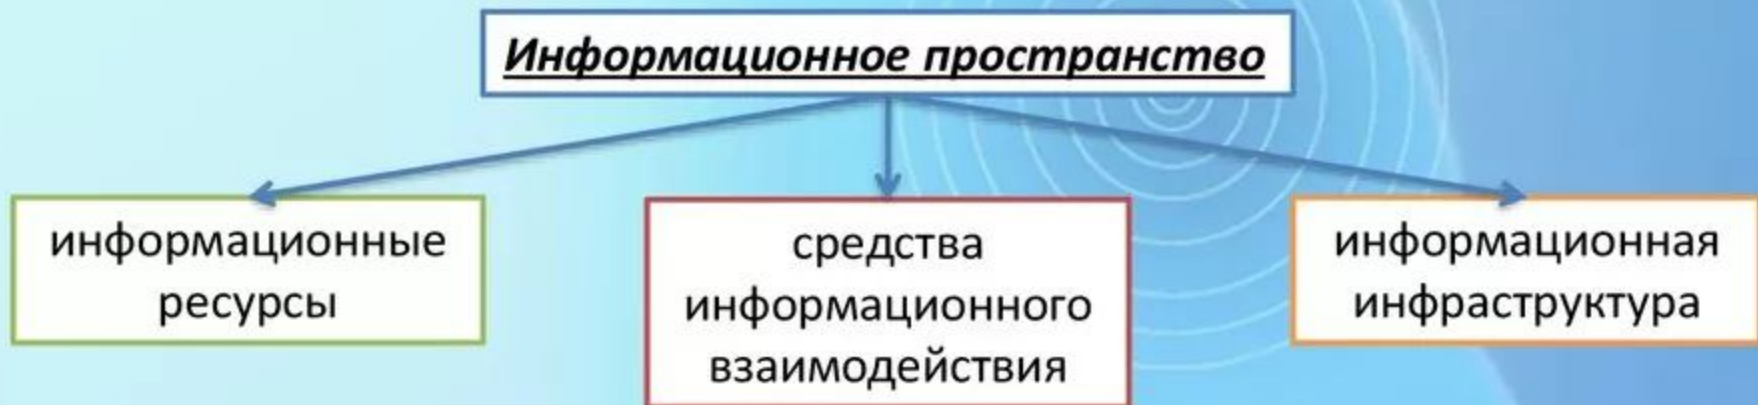 Информационное пространство
информационные
ресурсы
средства
информационного
взаимодействия
информационная
инфраструктура